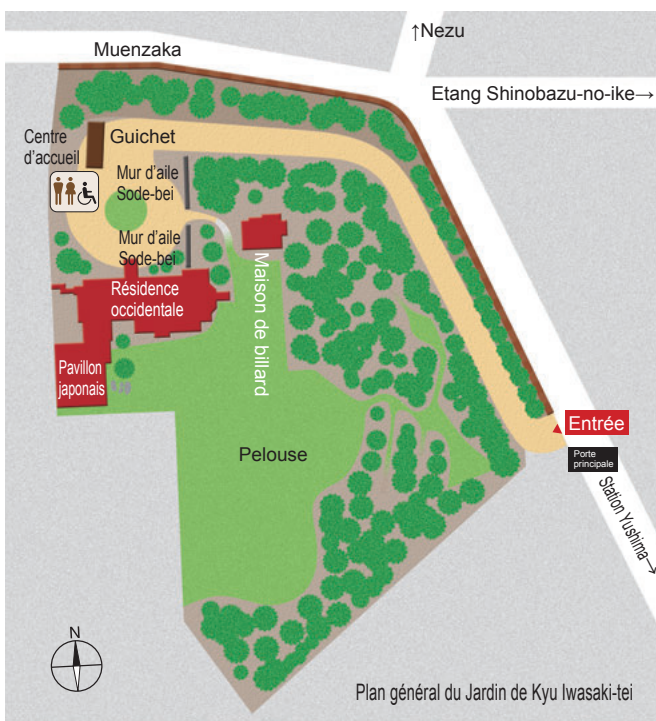 ↑Nezu
Muenzaka
Etang Shinobazu-no-ike→
Centre
d'accueil
Guichet
Mur d'aile
Sode-bei
Mur d'aile
Sode-bei
Résidence
occidentale
Maison de billard
Pavillon
japonais
Entrée
Pelouse
Porte
principale
Station Yushima→
N
Plan général du Jardin de Kyu Iwasaki-tei